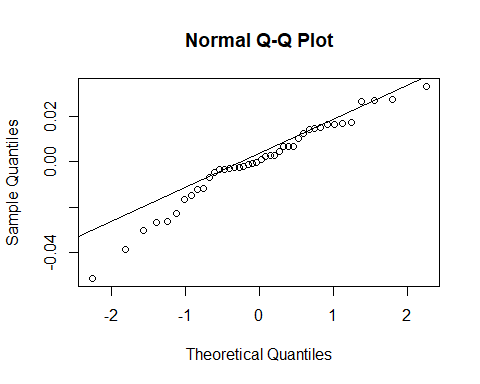 Normal Q-Q Plot
Sample Quantiles
0.02
0.00
-0.04
-2
-1
0
1
2
Theoretical Quantiles